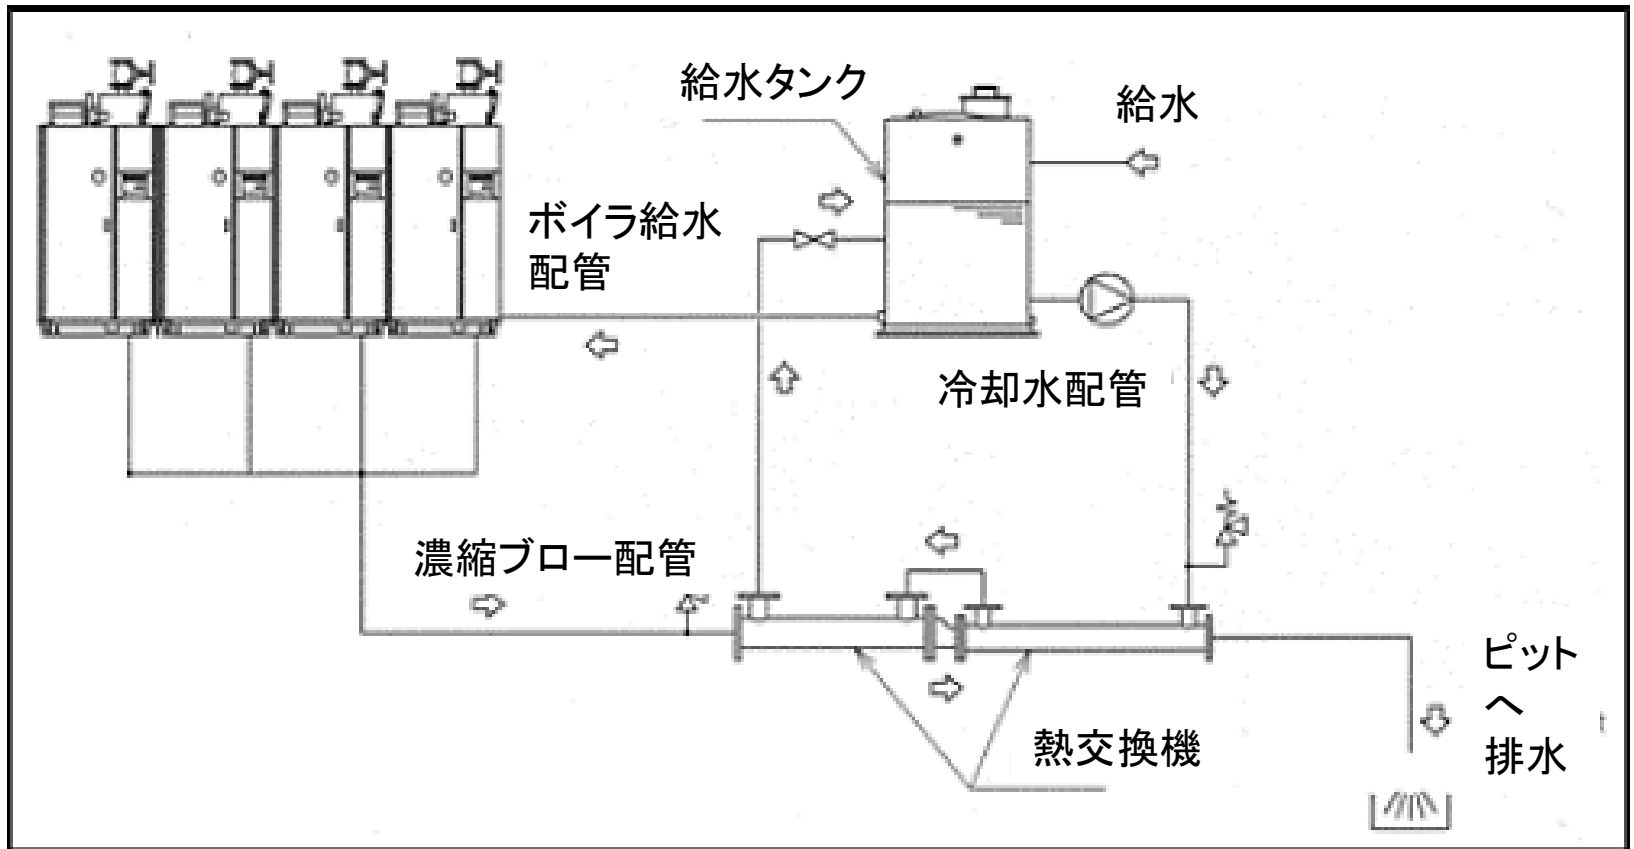 給水タンク
給水
ボイラ給水
配管
冷却水配管
濃縮ブロー配管
熱交換機
ピット
へ
排水